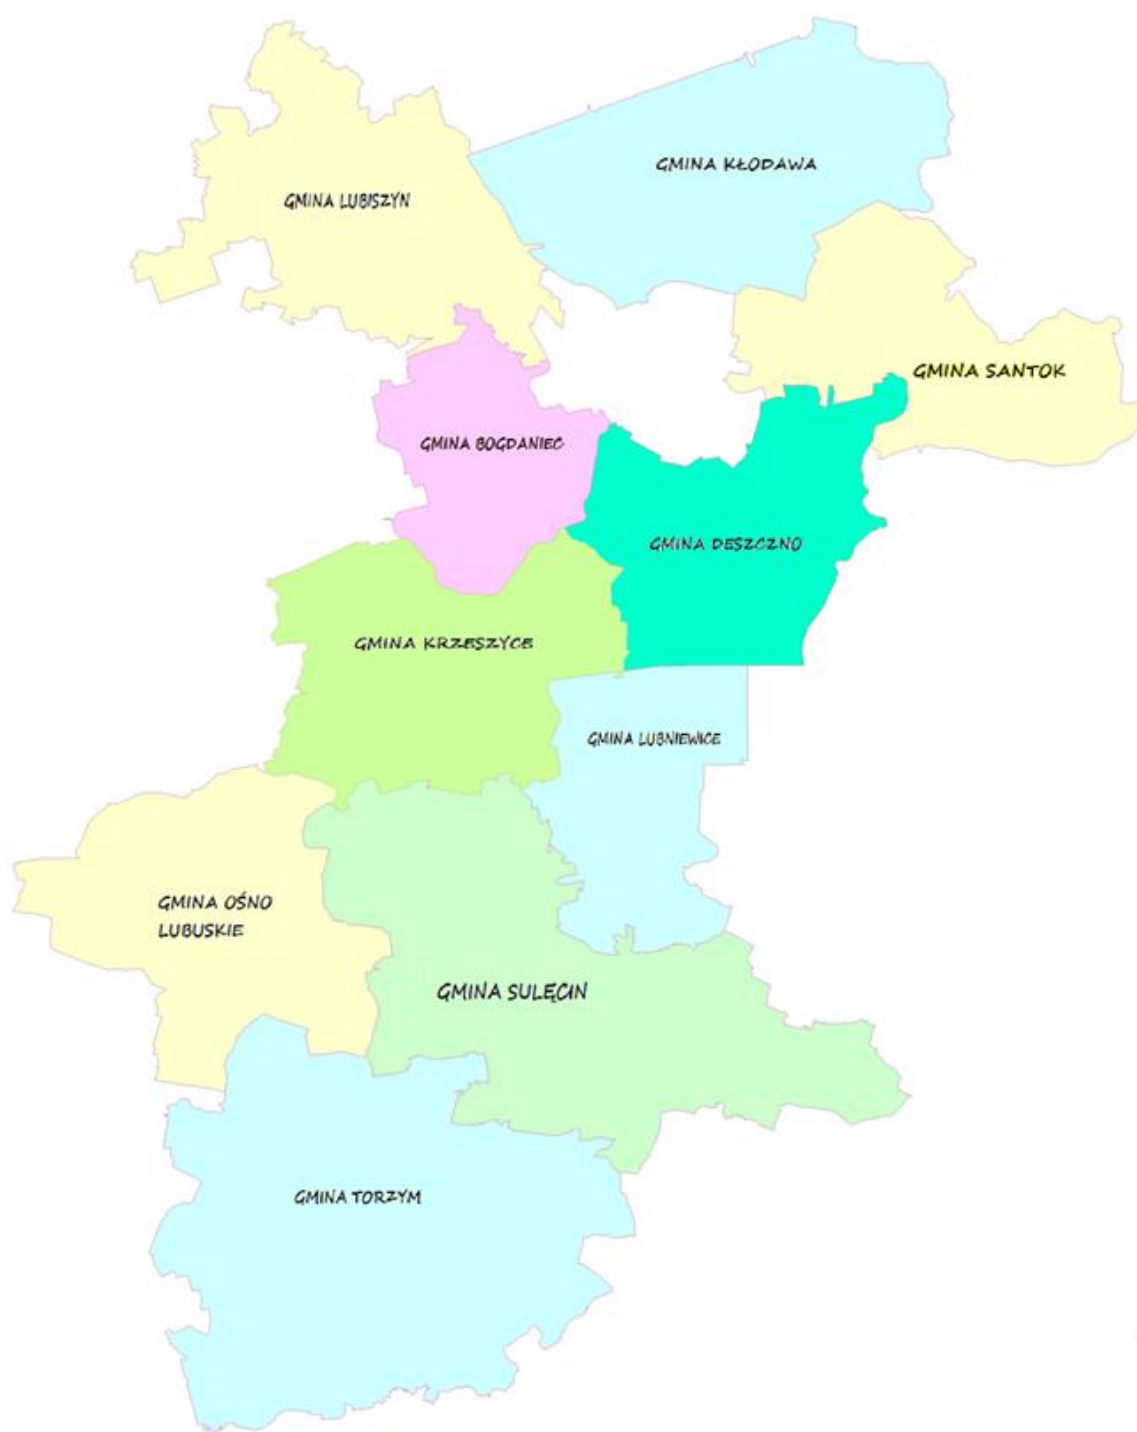 GMINA KŁODAWA
GMINA LUBISZYN
GMINA SANTOK
GMINA BOGDANIEC
GMINA DESZCZNO
GMINA KRZESZYCE
GMINA LUBNIEWICE
GMINA OŚNO
LUBUSKIE
GMINA SULĘCIN
GMINA TORZYM